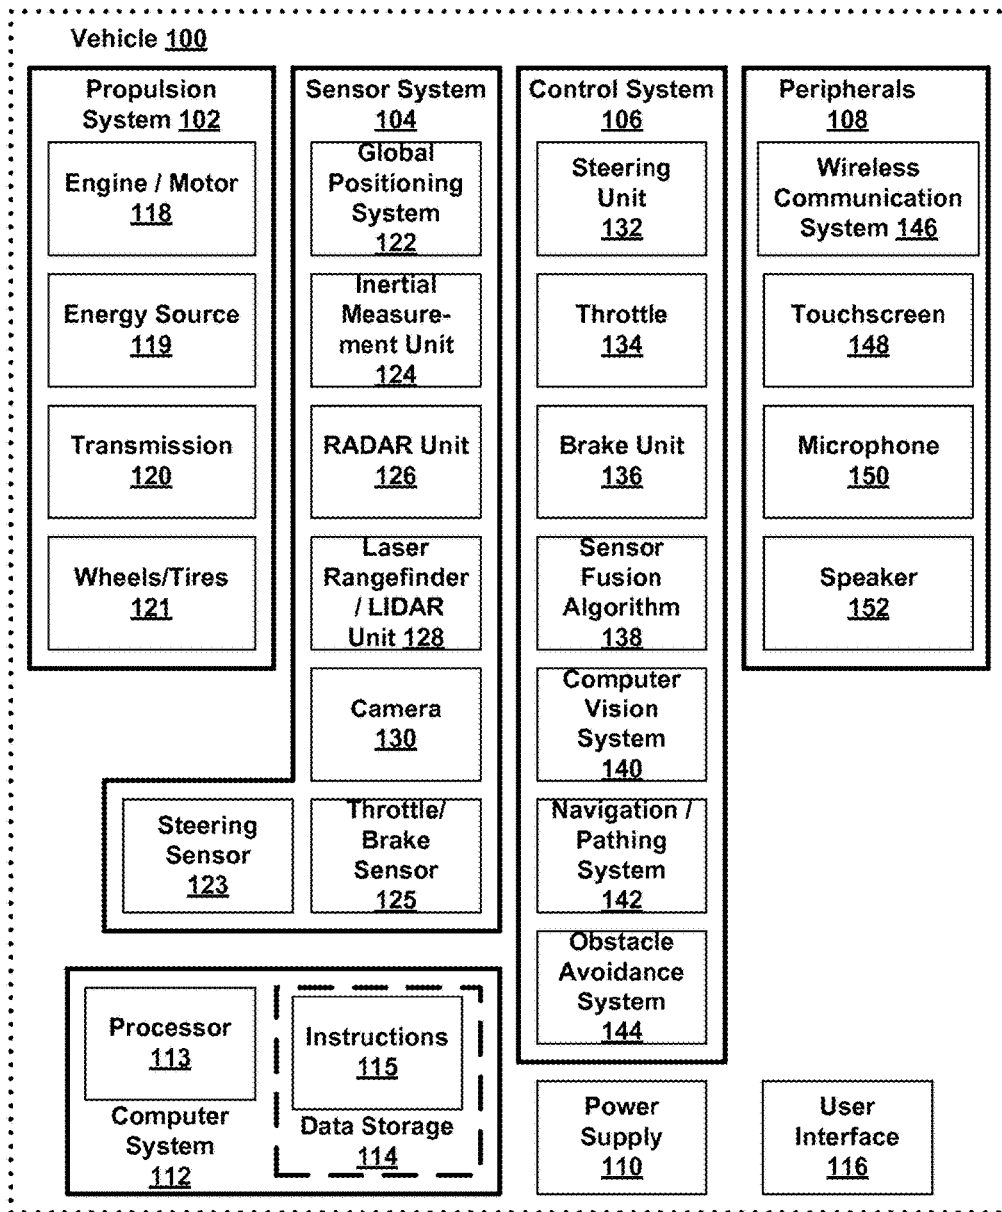 Vehicle 100
Propulsion
System 102
Engine / Motor
118
Energy Source
119
Transmission
120
Wheels/Tires
121
Sensor System
104
Global
Positioning
System
122
Inertial
Measure-
ment Unit
124
RADAR Unit
126
Laser
Rangefinder
/ LIDAR
Unit 128
Camera
130
Steering
Sensor
123
Throttle/
Brake
Sensor
125
Control System
106
Steering
Unit
132
Throttle
134
Brake Unit
136
Sensor
Fusion
Algorithm
138
Computer
Vision
System
140
Navigation /
Pathing
System
142
Obstacle
Avoidance
System
144
Peripherals
108
Wireless
Communication
System 146
Touchscreen
148
Microphone
150
Speaker
152
Processor
113
Computer
System
112
Instructions
115
Data Storage
114
Power
Supply
110
User
Interface
116